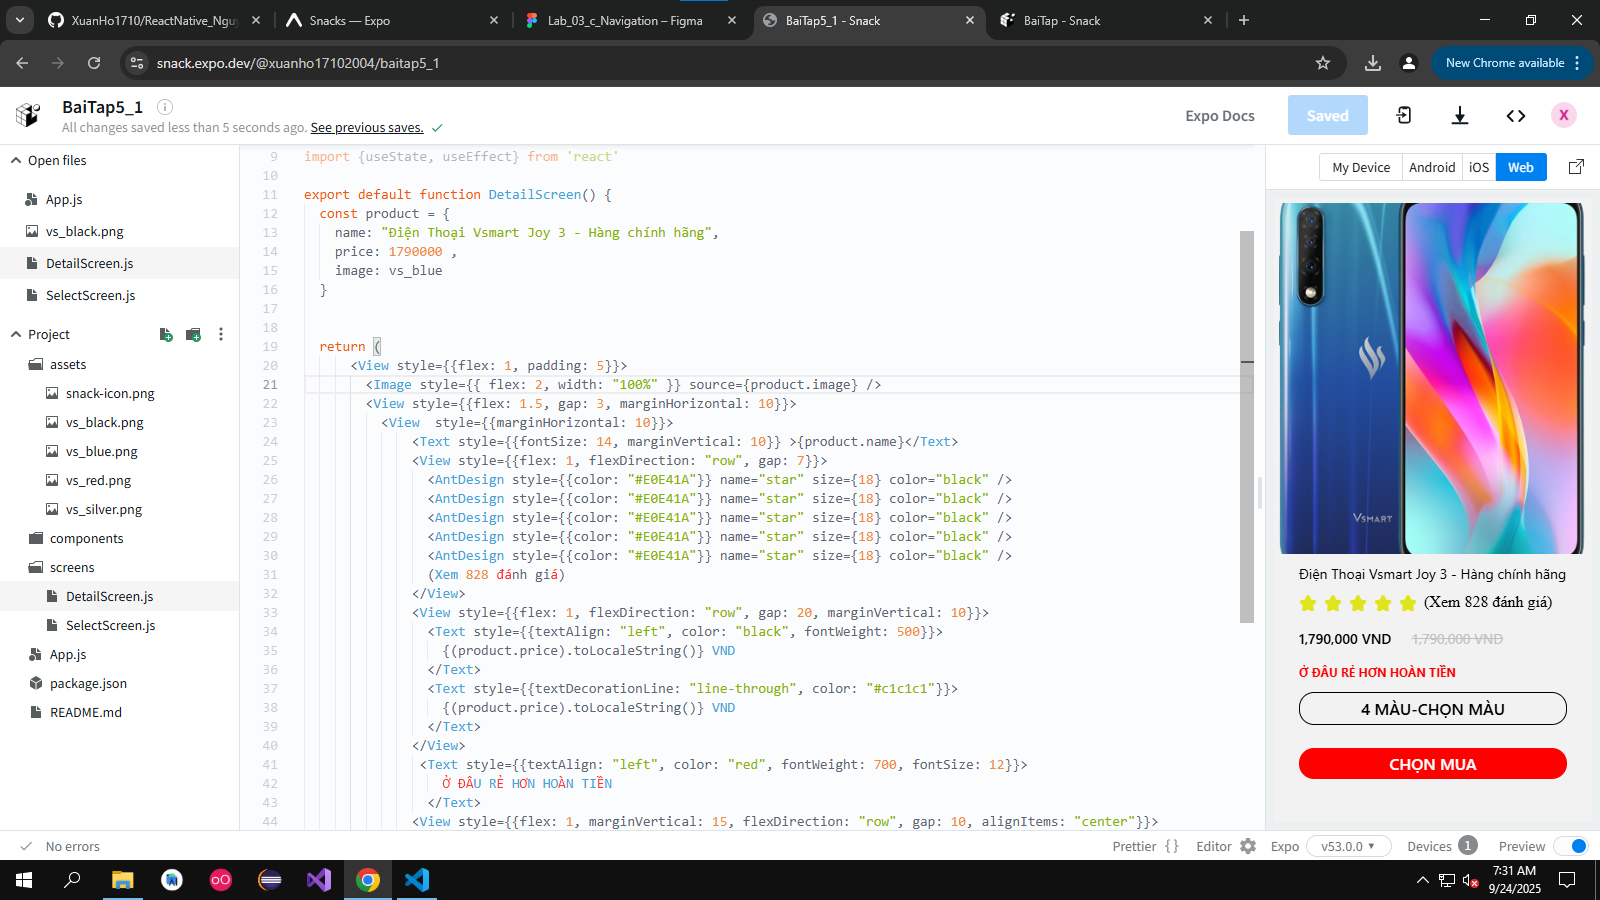 XuanHo1710/ReactNative_Nguy
Snacks — Expo
Lab_03_c_Navigation – Figma
BaiTap5_1 - Snack
BaiTap - Snack
snack.expo.dev/@xuanho17102004/baitap5_1
New Chrome available
BaiTap5_1
All changes saved less than 5 seconds ago. See previous saves.
Expo Docs
Saved
X
Open files
App.js
vs_black.png
DetailScreen.js
SelectScreen.js
Project
assets
snack-icon.png
vs_black.png
vs_blue.png
vs_red.png
vs_silver.png
components
screens
DetailScreen.js
SelectScreen.js
App.js
package.json
README.md
9 import {useState, useEffect} from 'react'
10
11 export default function DetailScreen() {
12 const product = {
13 name: "Điện Thoại Vsmart Joy 3 - Hàng chính hãng",
14 price: 1790000 ,
15 image: vs_blue
16 }
17
18
19 return (
20 <View style={{flex: 1, padding: 5}}>
21 <Image style={{ flex: 2, width: "100%" }} source={product.image} />
22 <View style={{flex: 1.5, gap: 3, marginHorizontal: 10}}>
23 <View  style={{marginHorizontal: 10}}>
24 <Text style={{fontSize: 14, marginVertical: 10}} >{product.name}</Text>
25 <View style={{flex: 1, flexDirection: "row", gap: 7}}>
26 <AntDesign style={{color: "#E0E41A"}} name="star" size={18} color="black" />
27 <AntDesign style={{color: "#E0E41A"}} name="star" size={18} color="black" />
28 <AntDesign style={{color: "#E0E41A"}} name="star" size={18} color="black" />
29 <AntDesign style={{color: "#E0E41A"}} name="star" size={18} color="black" />
30 <AntDesign style={{color: "#E0E41A"}} name="star" size={18} color="black" />
31 (Xem 828 đánh giá)
32 </View>
33 <View style={{flex: 1, flexDirection: "row", gap: 20, marginVertical: 10}}>
34 <Text style={{textAlign: "left", color: "black", fontWeight: 500}}>
35 {(product.price).toLocaleString()} VND
36 </Text>
37 <Text style={{textDecorationLine: "line-through", color: "#c1c1c1"}}>
38 {(product.price).toLocaleString()} VND
39 </Text>
40 </View>
41 <Text style={{textAlign: "left", color: "red", fontWeight: 700, fontSize: 12}}>
42 Ở ĐÂU RẺ HƠN HOÀN TIỀN
43 </Text>
44 <View style={{flex: 1, marginVertical: 15, flexDirection: "row", gap: 10, alignItems: "center"}}>
My Device
Android
iOS
Web
VSMART
Điện Thoại Vsmart Joy 3 - Hàng chính hãng
(Xem 828 đánh giá)
1,790,000 VND 1,790,000 VND
Ở ĐÂU RẺ HƠN HOÀN TIỀN
4 MÀU-CHỌN MÀU
CHỌN MUA
No errors
Prettier { }
Editor
Expo
v53.0.0
Devices 1
Preview
7:31 AM
9/24/2025